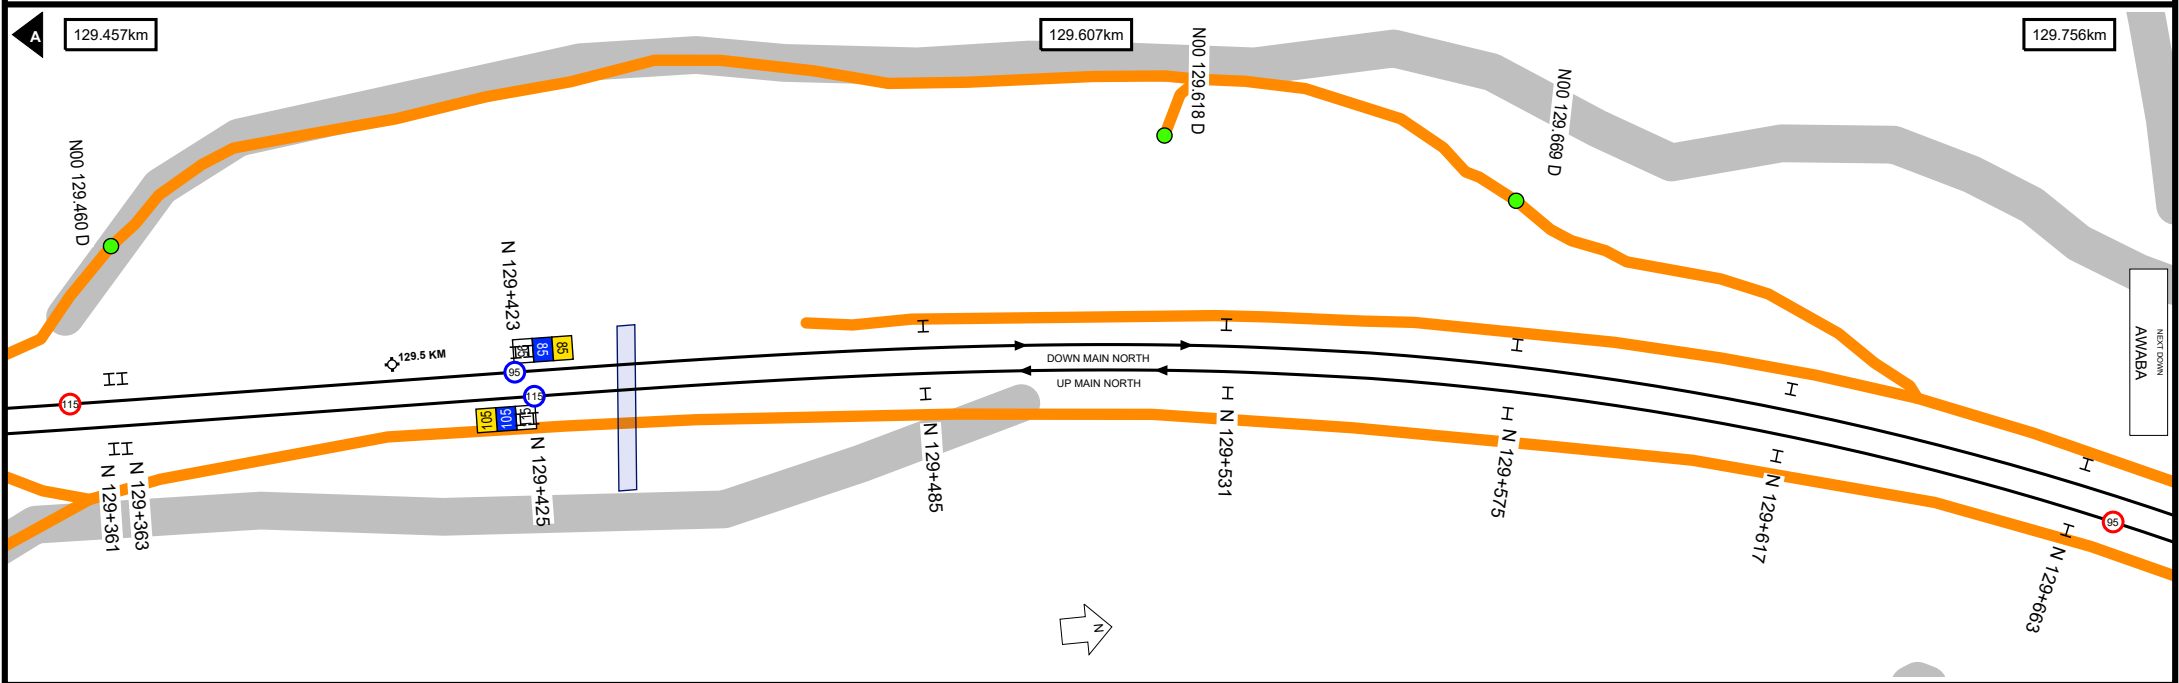 A
129.457km
129.607km
129.756km
N00 129.460 D
N00 129.618 D
N00 129.669 D
N 129+423
85
85
129.5 KM
95
115
115
105
105
DOWN MAIN NORTH
UP MAIN NORTH
NEXT DOWN
AWABA
N 129+361
N 129+363
N 129+425
N 129+485
N 129+531
N 129+575
N 129+617
N 129+663
95
N